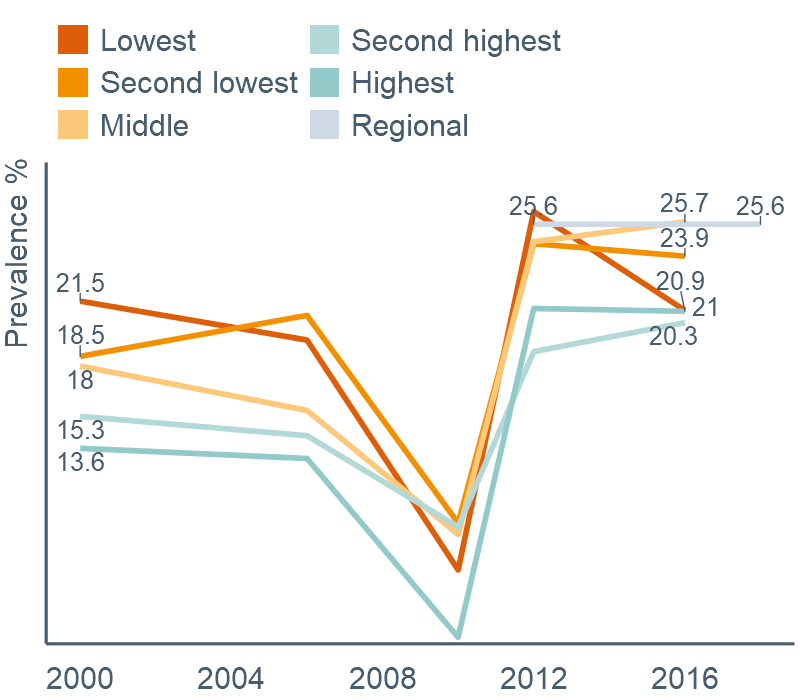 Lowest
Second lowest
Middle
Second highest
Highest
Regional
Prevalence %
25.6
25.7
25.6
23.9
21.5
20.9
21
18.5
20.3
18
15.3
13.6
2000 2004 2008 2012 2016